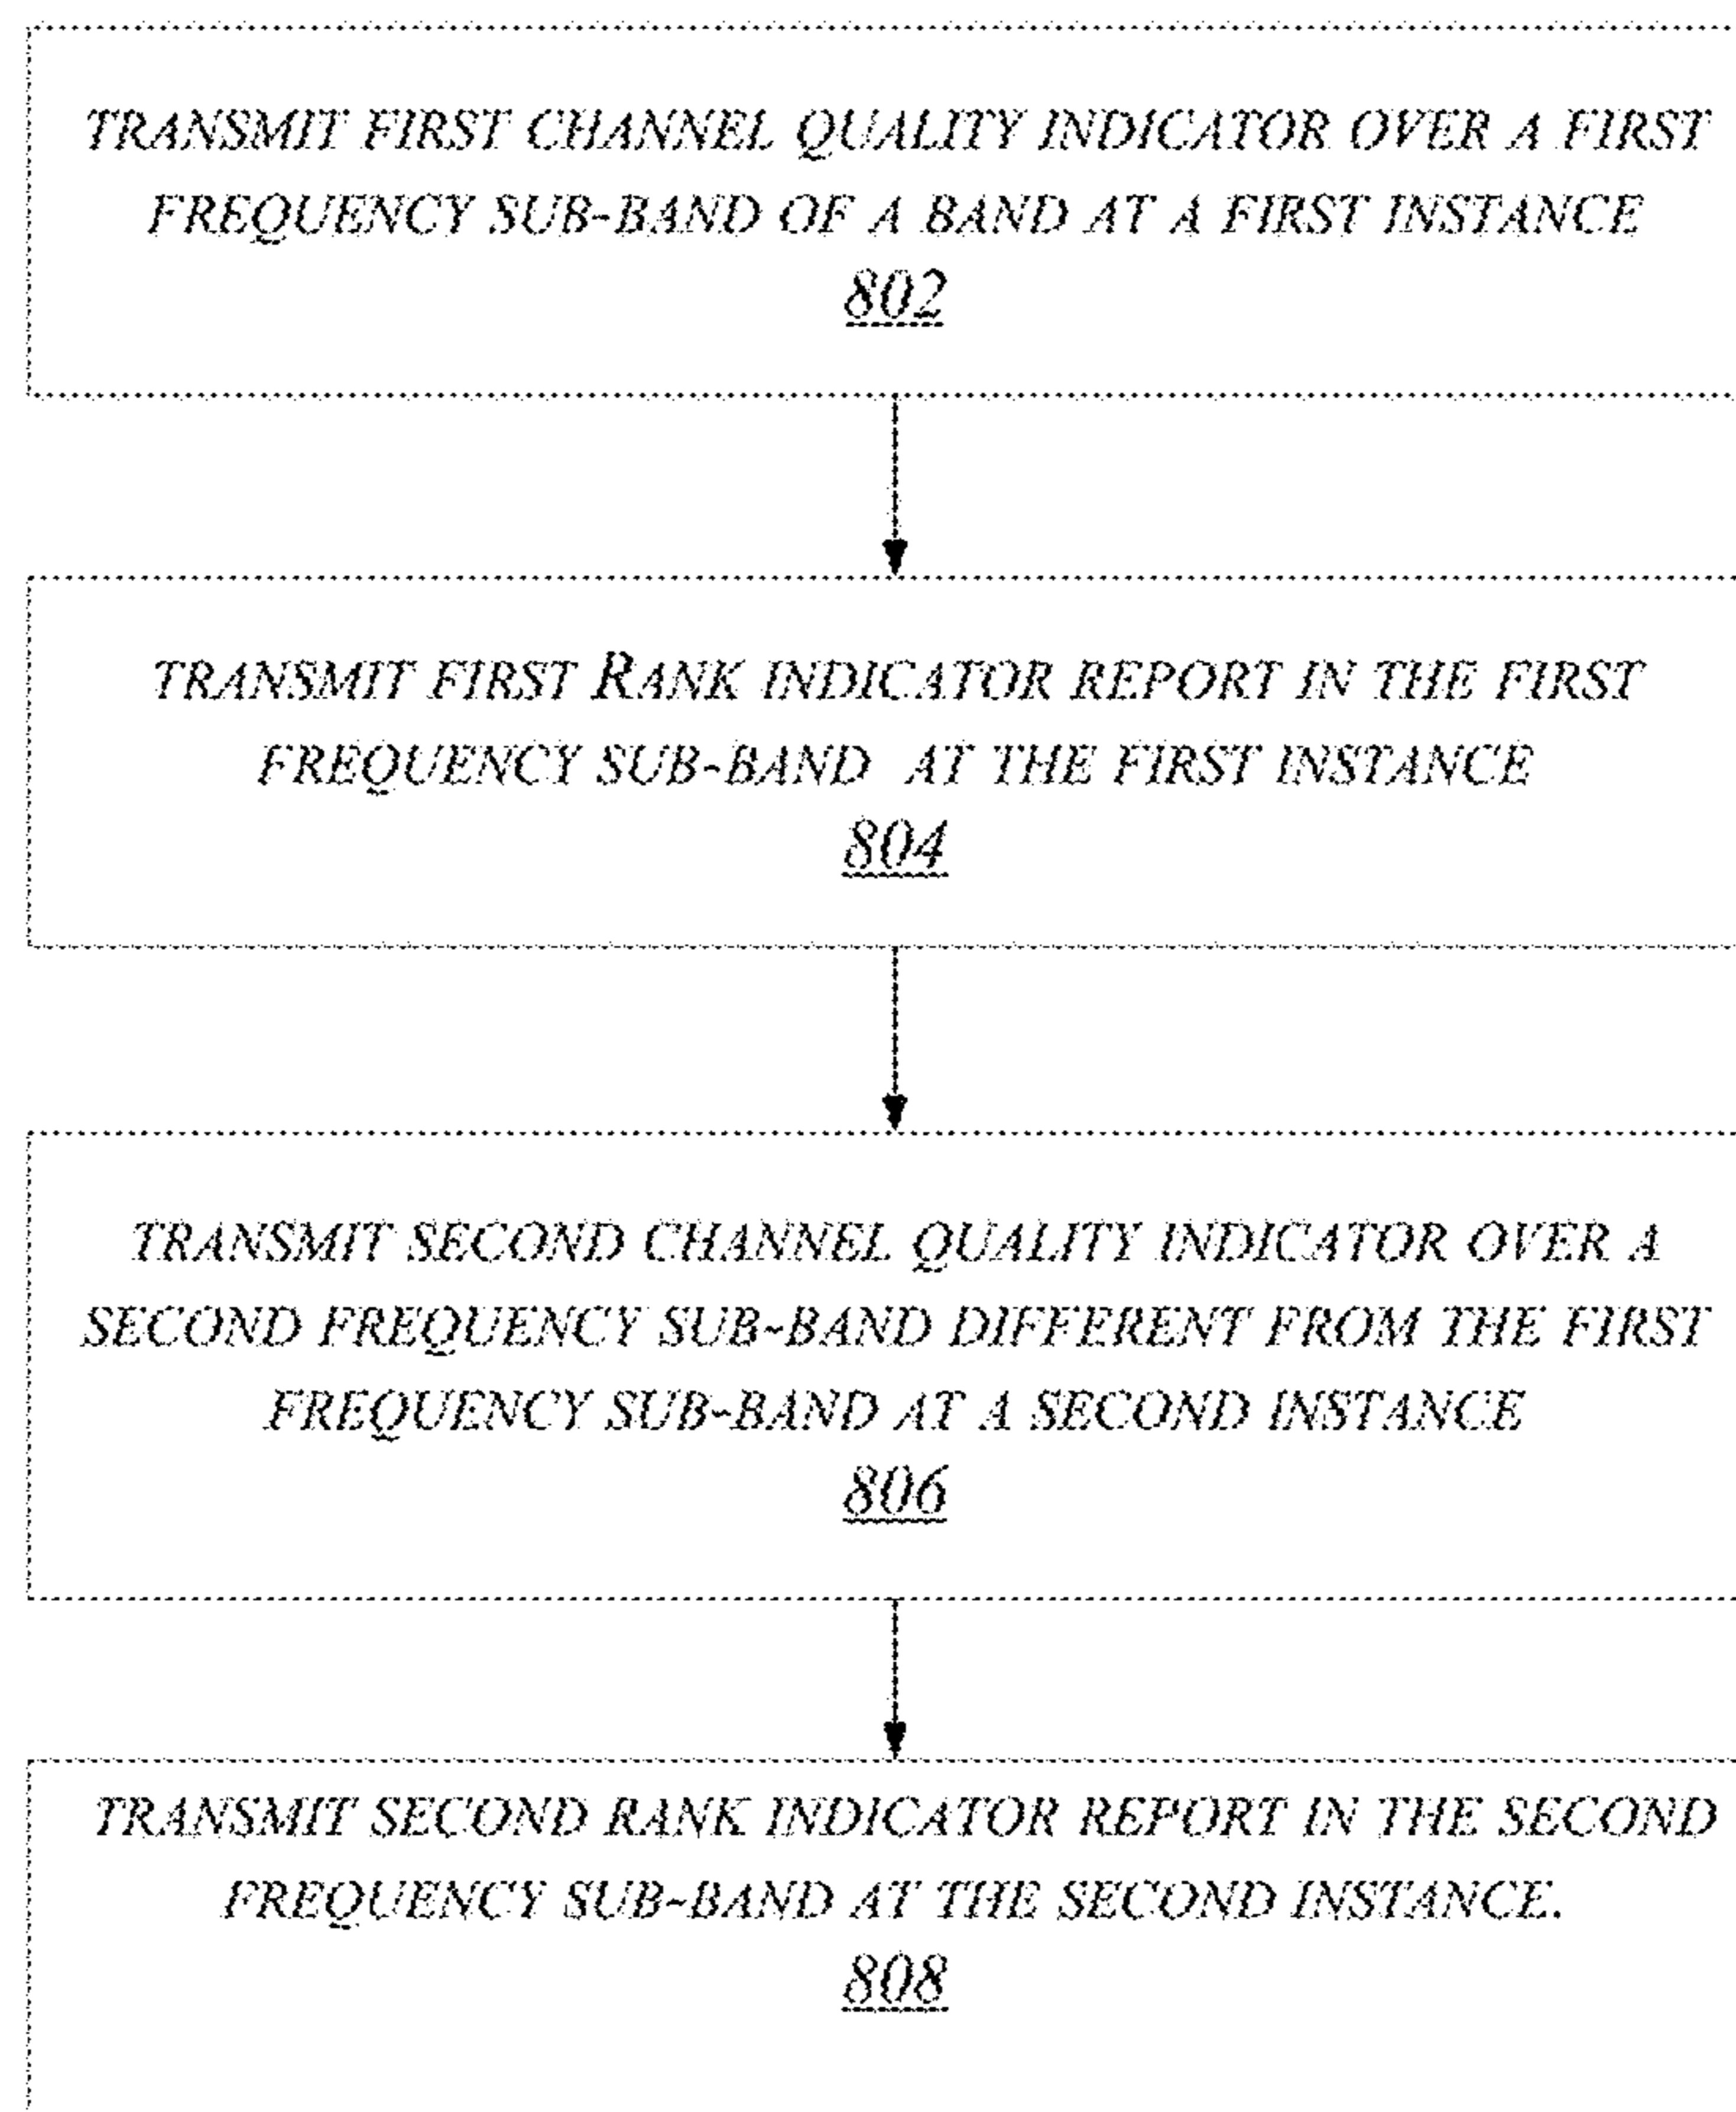 TRANSMIT FIRST CHANNEL QUALITY INDICATOR OVER A FIRST
FREQUENCY SUB-BAND OF A BAND AT A FIRST INSTANCE
802
TRANSMIT FIRST RANK INDICATOR REPORT IN THE FIRST
FREQUENCY SUB-BAND AT THE FIRST INSTANCE
804
TRANSMIT SECOND CHANNEL QUALITY INDICATOR OVER A
SECOND FREQUENCY SUB-BAND DIFFERENT FROM THE FIRST
FREQUENCY SUB-BAND AT A SECOND INSTANCE
806
TRANSMIT SECOND RANK INDICATOR REPORT IN THE SECOND
FREQUENCY SUB-BAND AT THE SECOND INSTANCE.
808